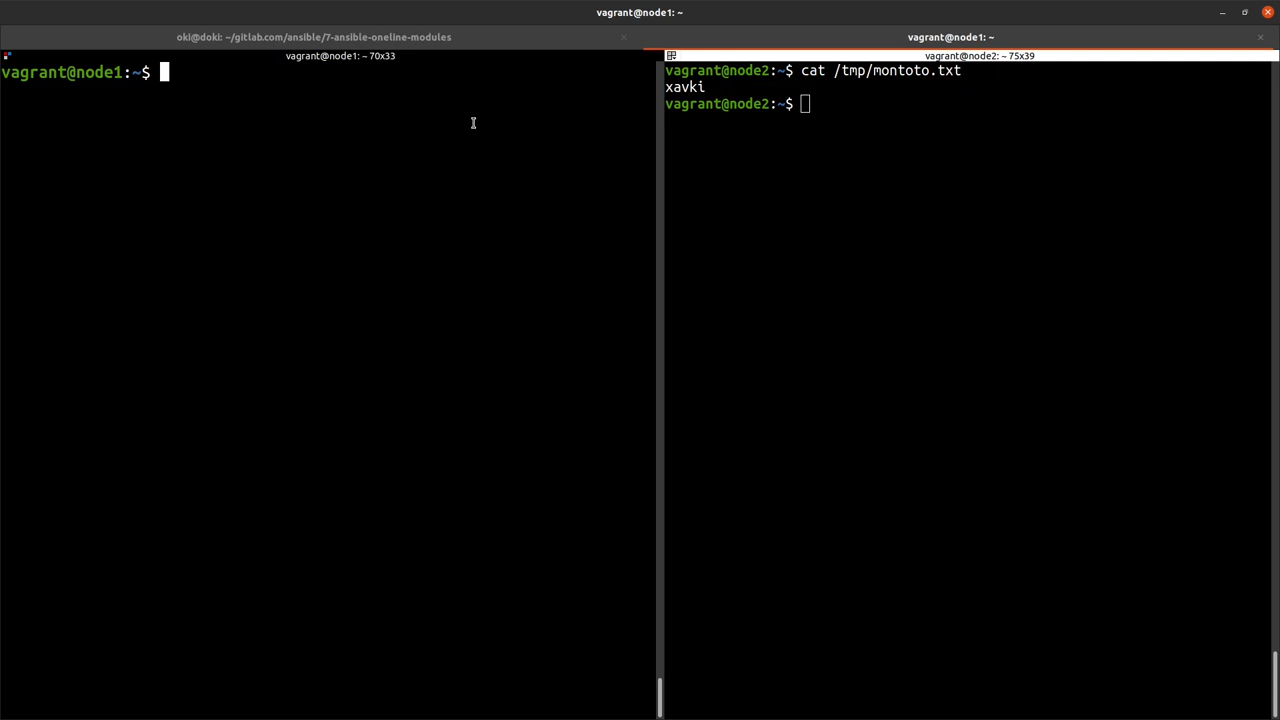 vagrant@node1: ~
oki@doki: ~/gitlab.com/ansible/7-ansible-oneline-modules
vagrant@node1: ~
vagrant@node1: ~ 70x33
vagrant@node1:~$
vagrant@node2: ~ 75x39
vagrant@node2:~$ cat /tmp/montoto.txt
xavki
vagrant@node2:~$